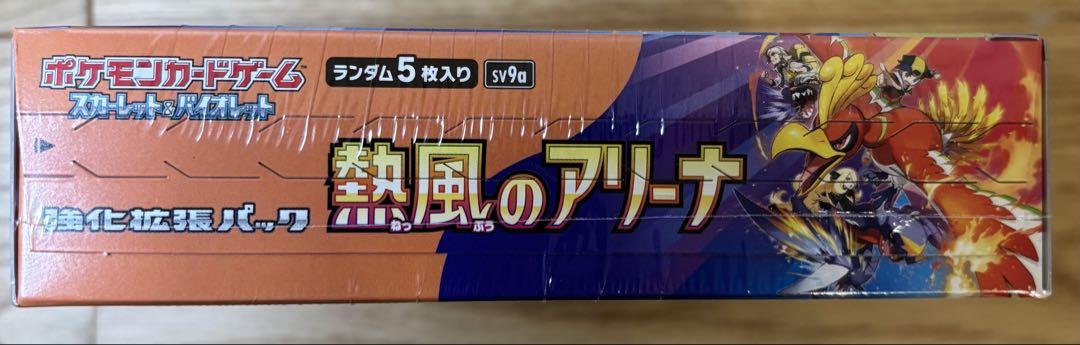 ポケモンカードゲーム
スカーレット&バイオレット
ランダム5枚入り sv9a
強化拡張パック
熱風のアリーナ
ねっ ぷう